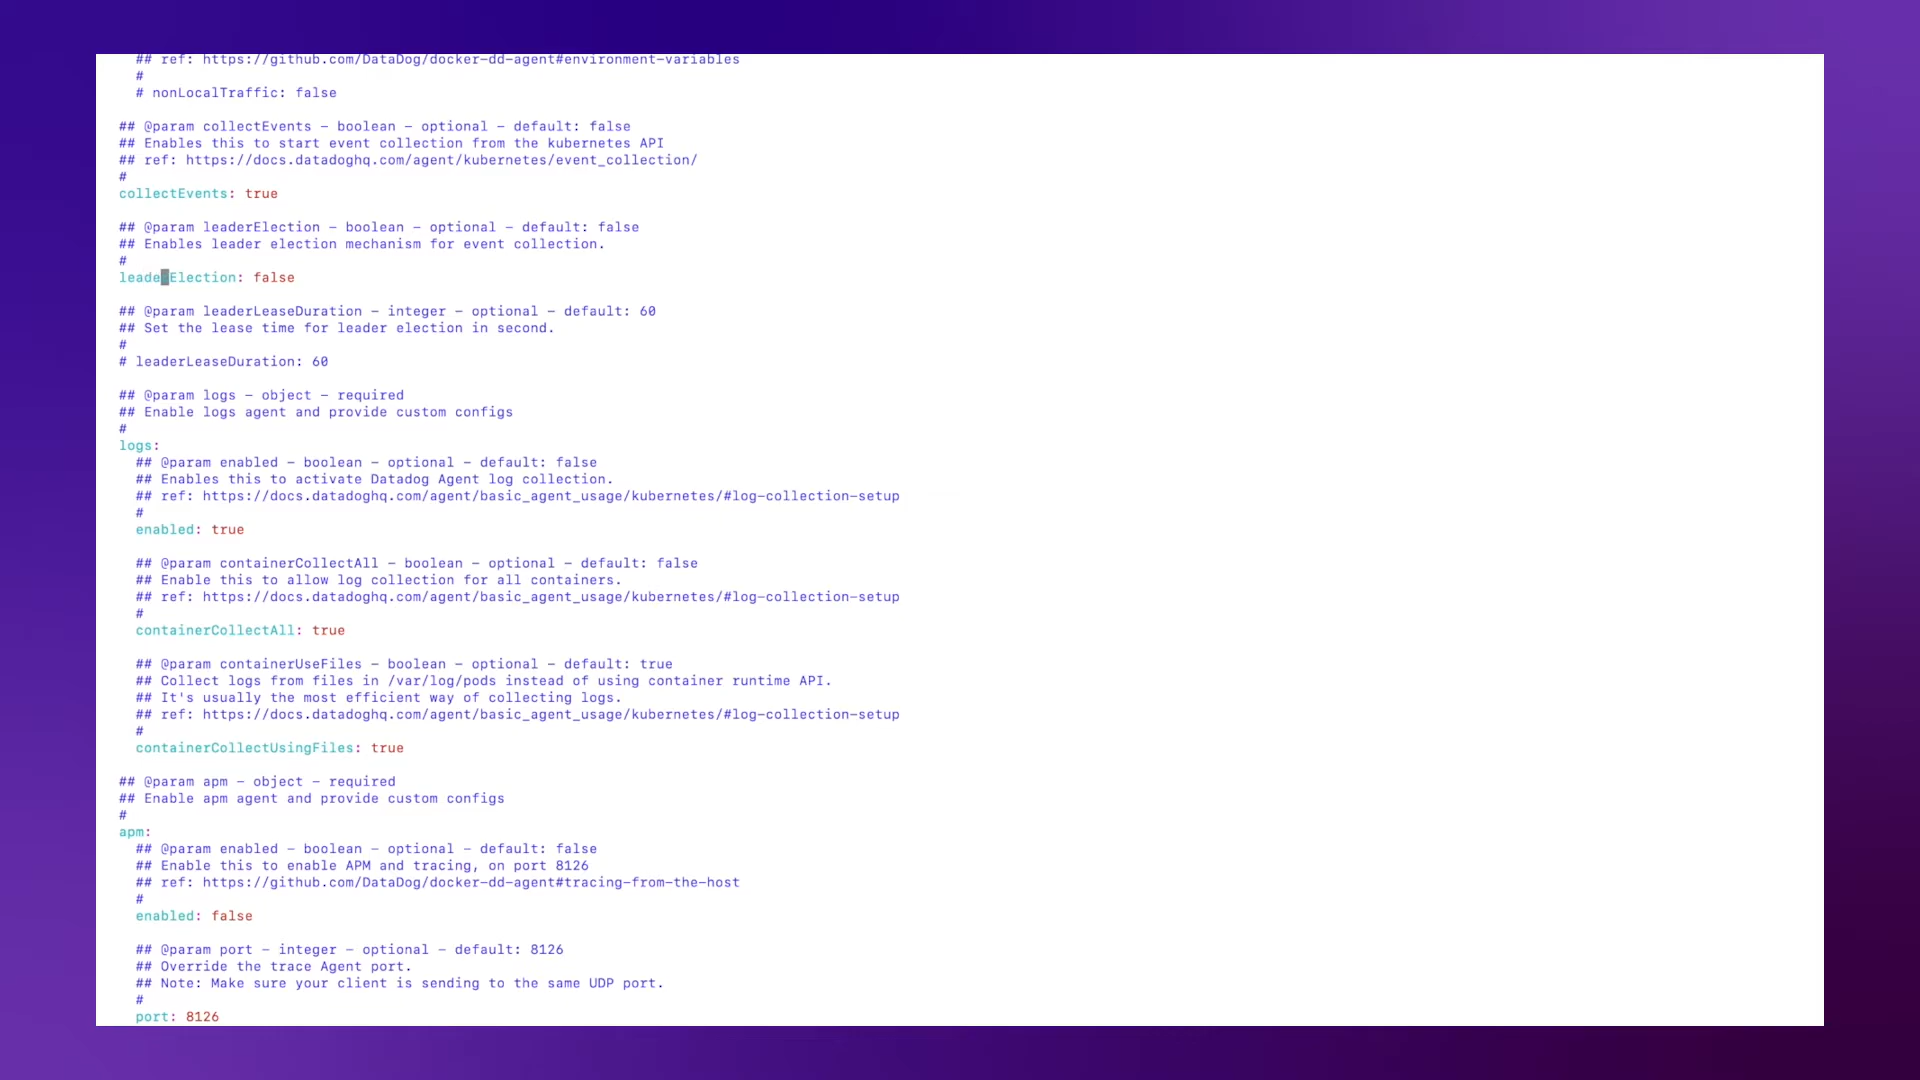 ## ref: https://github.com/DataDog/docker-dd-agent#environment-variables
#
# nonLocalTraffic: false
## @param collectEvents - boolean - optional - default: false
## Enables this to start event collection from the kubernetes API
## ref: https://docs.datadoghq.com/agent/kubernetes/event_collection/
#
collectEvents: true
## @param leaderElection - boolean - optional - default: false
## Enables leader election mechanism for event collection.
#
leaderElection: false
## @param leaderLeaseDuration - integer - optional - default: 60
## Set the lease time for leader election in second.
#
# leaderLeaseDuration: 60
## @param logs - object - required
## Enable logs agent and provide custom configs
#
logs:
## @param enabled - boolean - optional - default: false
## Enables this to activate Datadog Agent log collection.
## ref: https://docs.datadoghq.com/agent/basic_agent_usage/kubernetes/#log-collection-setup
#
enabled: true
## @param containerCollectAll - boolean - optional - default: false
## Enable this to allow log collection for all containers.
## ref: https://docs.datadoghq.com/agent/basic_agent_usage/kubernetes/#log-collection-setup
#
containerCollectAll: true
## @param containerUseFiles - boolean - optional - default: true
## Collect logs from files in /var/log/pods instead of using container runtime API.
## It's usually the most efficient way of collecting logs.
## ref: https://docs.datadoghq.com/agent/basic_agent_usage/kubernetes/#log-collection-setup
#
containerCollectUsingFiles: true
## @param apm - object - required
## Enable apm agent and provide custom configs
#
apm:
## @param enabled - boolean - optional - default: false
## Enable this to enable APM and tracing, on port 8126
## ref: https://github.com/DataDog/docker-dd-agent#tracing-from-the-host
#
enabled: false
## @param port - integer - optional - default: 8126
## Override the trace Agent port.
## Note: Make sure your client is sending to the same UDP port.
#
port: 8126